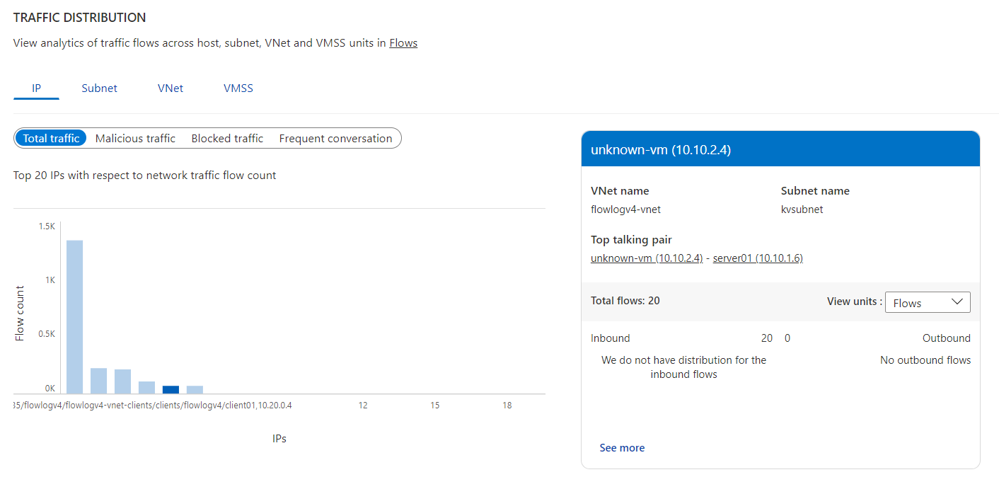 TRAFFIC DISTRIBUTION
View analytics of traffic flows across host, subnet, VNet and VMSS units in Flows
IP Subnet VNet VMSS
Total traffic Malicious traffic Blocked traffic Frequent conversation
Top 20 IPs with respect to network traffic flow count
1.5K
1K
0.5K
0K
Flow count
35/flowlogv4/flowlogv4-vnet-clients/clients/flowlogv4/client01,10.20.0.4 12 15 18
IPs
unknown-vm (10.10.2.4)
VNet name Subnet name
flowlogv4-vnet kvsubnet
Top talking pair
unknown-vm (10.10.2.4) - server01 (10.10.1.6)
Total flows: 20 View units : Flows
Inbound 20 0 Outbound
We do not have distribution for the No outbound flows
inbound flows
See more